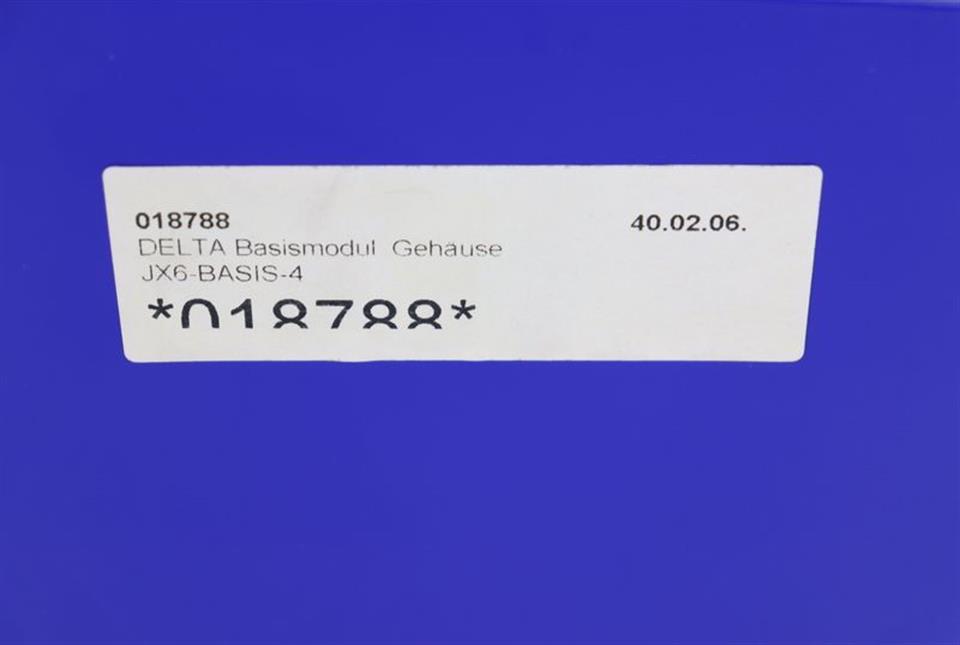 018788 40.02.06.
DELTA Basismodul Gehäuse
JX6-BASIS-4
*018788*